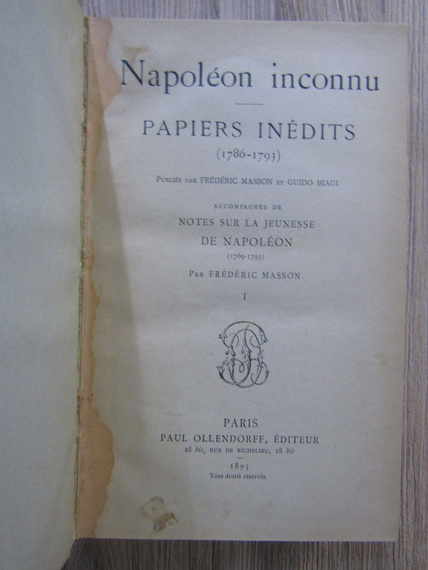 Napoléon inconnu
PAPIERS INÉDITS
(1786-1793)
Publiés par FRÉDÉRIC MASSON et GUIDO BIAGI
ACCOMPAGNÉS DE
NOTES SUR LA JEUNESSE
DE NAPOLÉON
(1769-1793)
Par FRÉDÉRIC MASSON
I
PARIS
PAUL OLLENDORFF, ÉDITEUR
28 bis, RUE DE RICHELIEU, 28 bis
1895
Tous droits réservés.